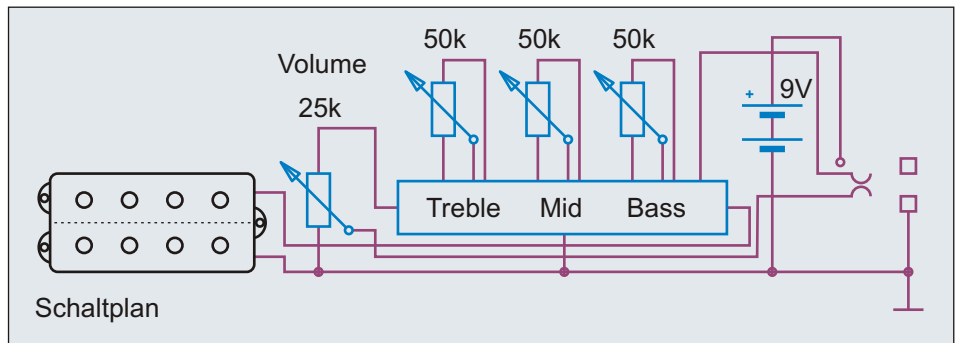 50k 50k 50k
Volume
25k
+ 9V
Treble Mid Bass
Schaltplan